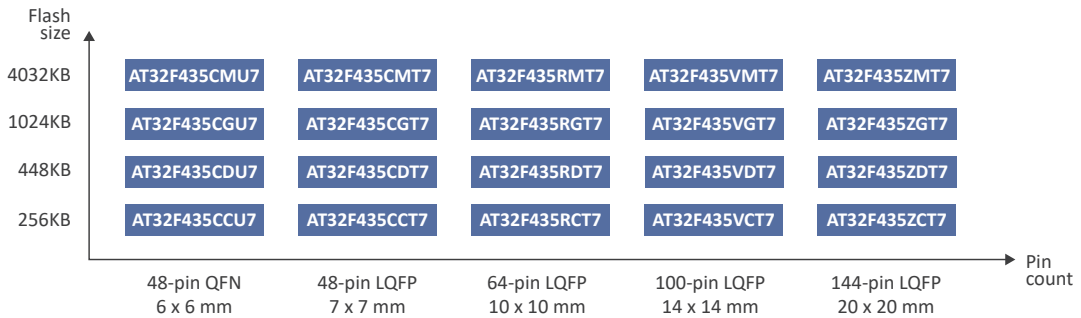 Flash
size
4032KB AT32F435CMU7 AT32F435CMT7 AT32F435RMT7 AT32F435VMT7 AT32F435ZMT7
1024KB AT32F435CGU7 AT32F435CGT7 AT32F435RGT7 AT32F435VGT7 AT32F435ZGT7
448KB AT32F435CDU7 AT32F435CDT7 AT32F435RDT7 AT32F435VDT7 AT32F435ZDT7
256KB AT32F435CCU7 AT32F435CCT7 AT32F435RCT7 AT32F435VCT7 AT32F435ZCT7
Pin
count
48-pin QFN 48-pin LQFP 64-pin LQFP 100-pin LQFP 144-pin LQFP
6 x 6 mm 7 x 7 mm 10 x 10 mm 14 x 14 mm 20 x 20 mm